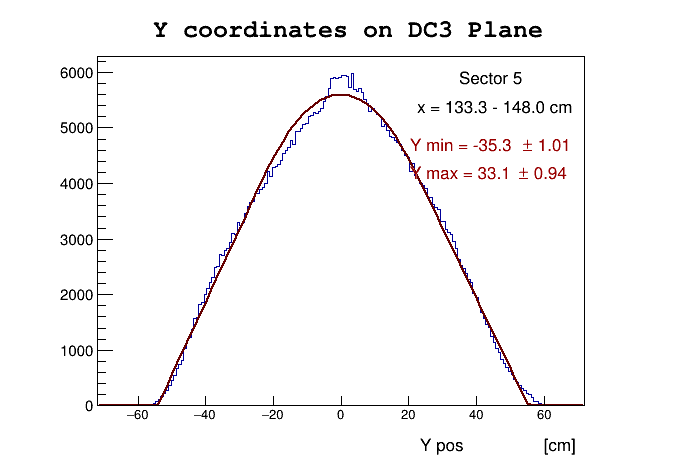 Y coordinates on DC3 Plane
Sector 5
x = 133.3 - 148.0 cm
Y min = -35.3 ± 1.01
Y max = 33.1 ± 0.94
6000
5000
4000
3000
2000
1000
0
−60 −40 −20 0 20 40 60
Y pos [cm]